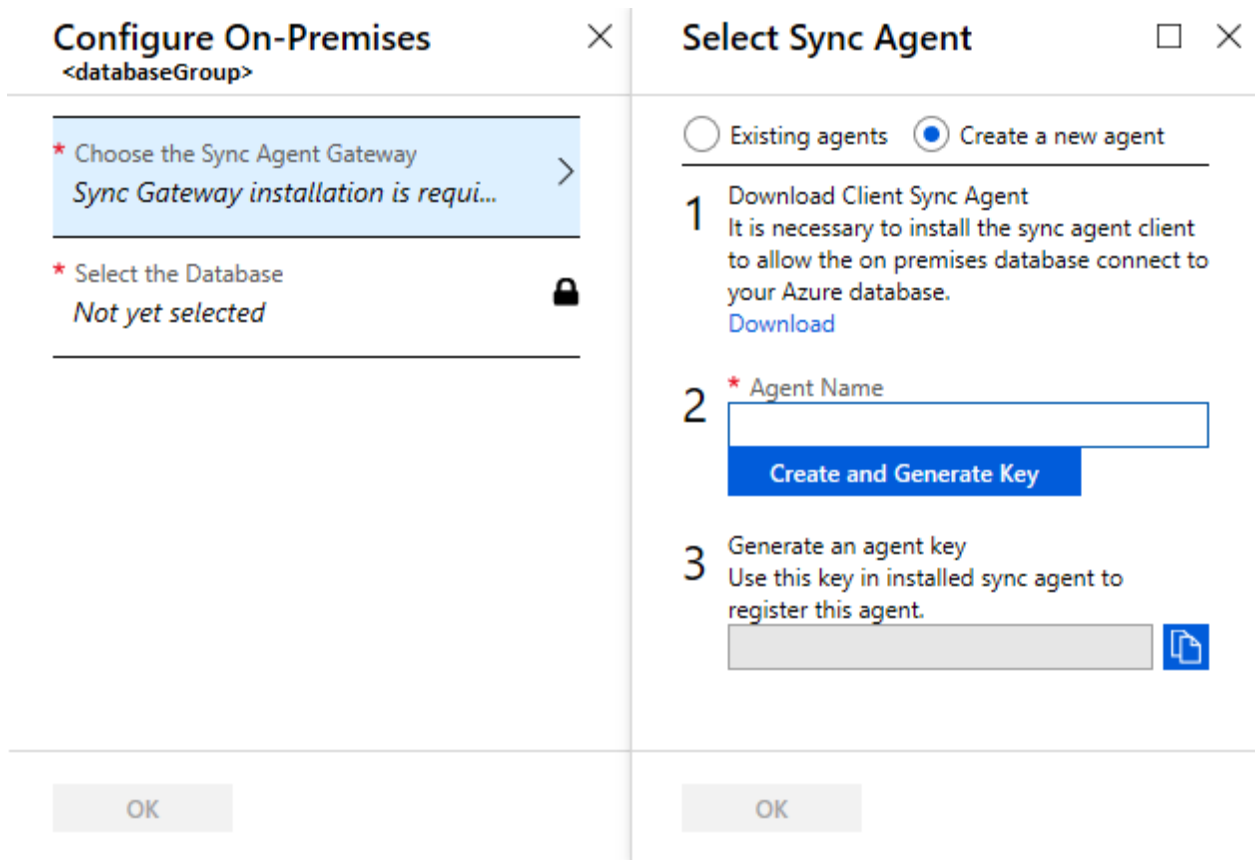 Configure On-Premises
<databaseGroup>
* Choose the Sync Agent Gateway
Sync Gateway installation is requi...
* Select the Database
Not yet selected
OK
Select Sync Agent
Existing agents
Create a new agent
1
Download Client Sync Agent
It is necessary to install the sync agent client
to allow the on premises database connect to
your Azure database.
Download
2
* Agent Name
Create and Generate Key
3
Generate an agent key
Use this key in installed sync agent to
register this agent.
OK